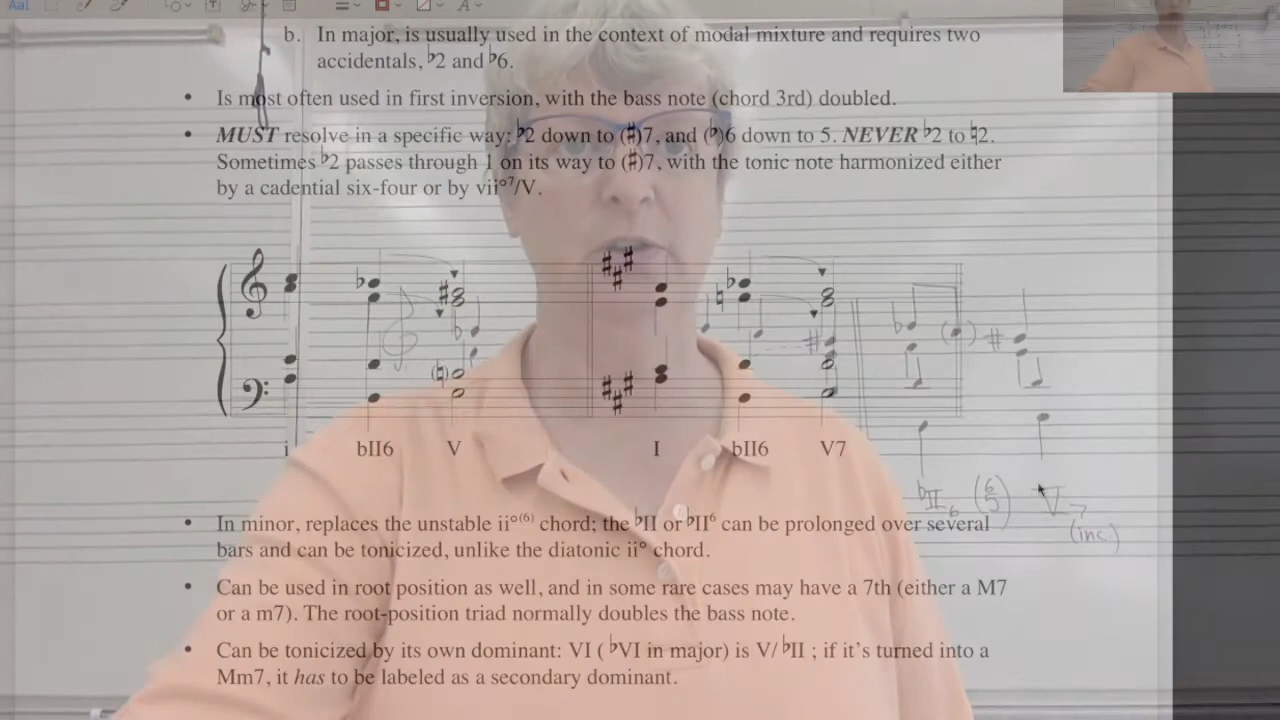 AaI
b. In major, is usually used in the context of modal mixture and requires two
accidentals, ♭2 and ♭6.
• Is most often used in first inversion, with the bass note (chord 3rd) doubled.
• MUST resolve in a specific way: ♭2 down to (♯)7, and (♭)6 down to 5. NEVER ♭2 to ♮2.
Sometimes ♭2 passes through 1 on its way to (♯)7, with the tonic note harmonized either
by a cadential six-four or by vii°7/V.
i bII6 V I bII6 V7
♭II6 (6 5) V7
(inc.)
• In minor, replaces the unstable ii°(6) chord; the ♭II or ♭II6 can be prolonged over several
bars and can be tonicized, unlike the diatonic ii° chord.
• Can be used in root position as well, and in some rare cases may have a 7th (either a M7
or a m7). The root-position triad normally doubles the bass note.
• Can be tonicized by its own dominant: VI ( ♭VI in major) is V/ ♭II ; if it's turned into a
Mm7, it has to be labeled as a secondary dominant.